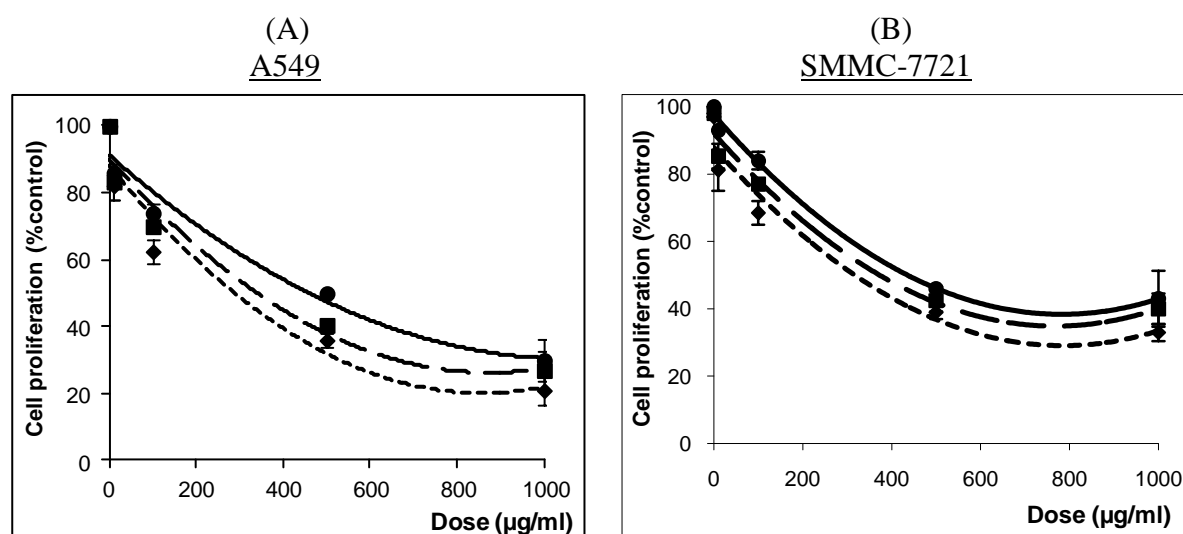 (A)
A549
Cell proliferation (%control)
100
80
60
40
20
0
0 200 400 600 800 1000
Dose (µg/ml)
(B)
SMMC-7721
Cell proliferation (%control)
100
80
60
40
20
0
0 200 400 600 800 1000
Dose (µg/ml)